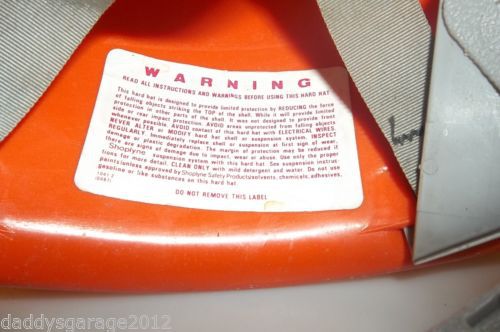 WARNING
READ ALL INSTRUCTIONS AND WARNINGS BEFORE USING THIS HARD HAT
This hard hat is designed to provide limited protection by REDUCING the force
of falling objects striking the TOP of the shell. While it will provide limited
protection in other parts of the shell. It was not designed to provide front
side or rear impact protection. AVOID areas unprotected from falling objects
whenever possible. AVOID contact of this hard hat with ELECTRICAL WIRES.
NEVER ALTER or MODIFY hard hat shell or suspension system. INSPECT
REGULARLY. Immediately replace shell or suspension at first sign of wear,
damage or plastic degradation. The margin of protection may be reduced if
there are signs of damage due to impact, wear or abuse. Use only the proper
Shoplyne suspension system with this hard hat. See suspension instruc
tions for more detail. CLEAN ONLY with mild detergent and water. Do not use
paints unless approved by Shoplyne Safety Products/solvents, chemicals, adhesives,
gasoline or like substances on this hard hat.
DO NOT REMOVE THIS LABEL
daddysgarage2012